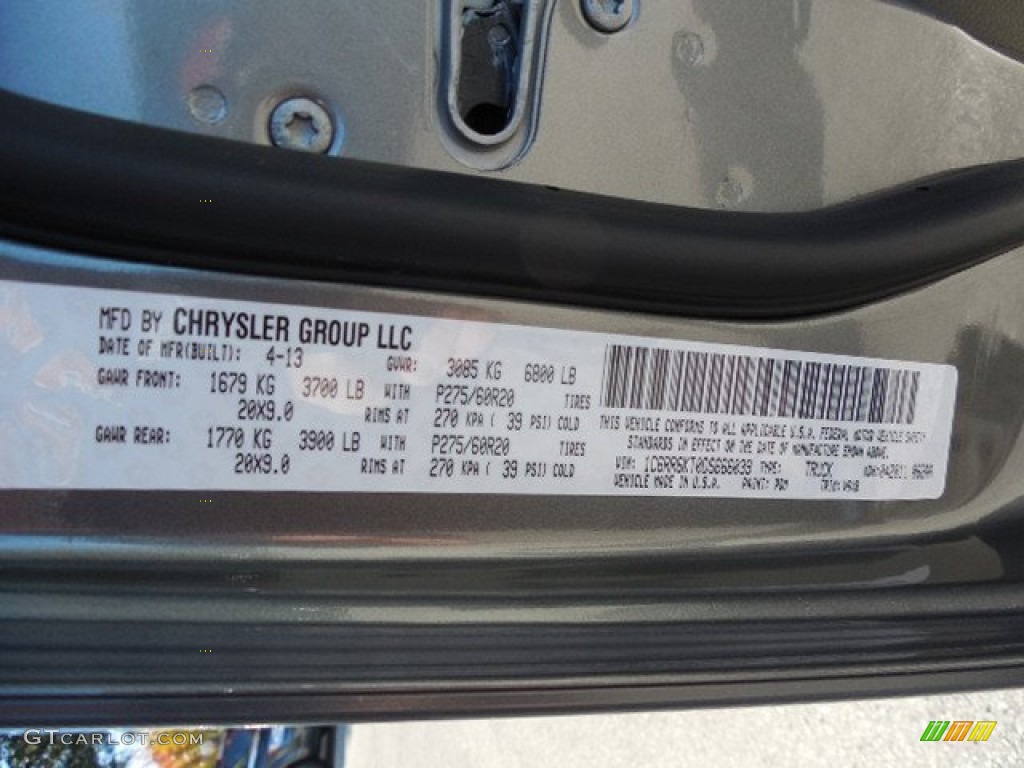 MFD BY CHRYSLER GROUP LLC
DATE OF MFR(BUILT): 4-13 GVWR: 3085 KG 6800 LB
GAWR FRONT: 1679 KG 3700 LB WITH P275/60R20 TIRES
20X9.0 RIMS AT 270 KPA ( 39 PSI) COLD
GAWR REAR: 1770 KG 3900 LB WITH P275/60R20 TIRES
20X9.0 RIMS AT 270 KPA ( 39 PSI) COLD
THIS VEHICLE CONFORMS TO ALL APPLICABLE U.S.A. FEDERAL MOTOR VEHICLE SAFETY
STANDARDS IN EFFECT ON THE DATE OF MANUFACTURE SHOWN ABOVE.
VIN: TYPE: TRUCK
VEHICLE MADE IN U.S.A. PAINT: PDM
GTCARLOT.COM